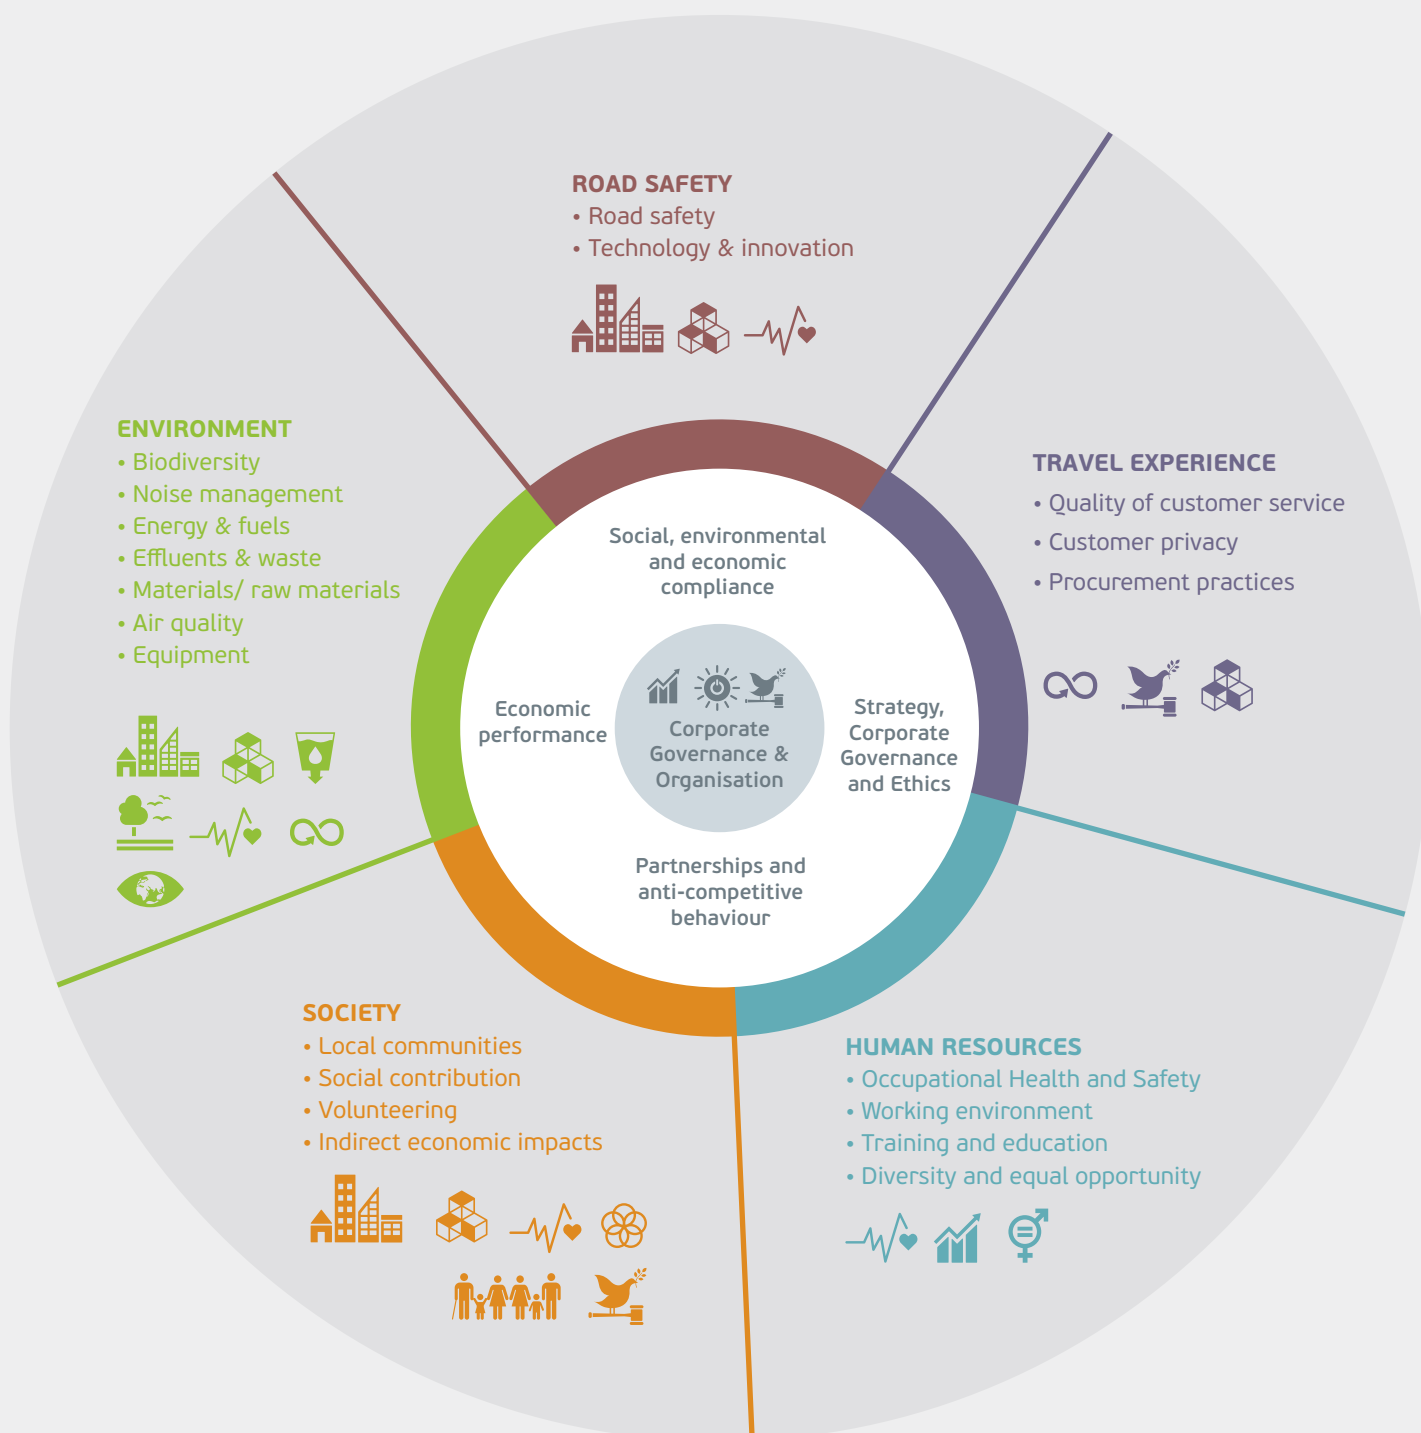 ROAD SAFETY
• Road safety
• Technology & innovation
ENVIRONMENT
• Biodiversity
• Noise management
• Energy & fuels
• Effluents & waste
• Materials/ raw materials
• Air quality
• Equipment
TRAVEL EXPERIENCE
• Quality of customer service
• Customer privacy
• Procurement practices
Social, environmental
and economic
compliance
Economic
performance
Corporate
Governance &
Organisation
Strategy,
Corporate
Governance
and Ethics
Partnerships and
anti-competitive
behaviour
SOCIETY
• Local communities
• Social contribution
• Volunteering
• Indirect economic impacts
HUMAN RESOURCES
• Occupational Health and Safety
• Working environment
• Training and education
• Diversity and equal opportunity